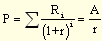 P = ∑ Rᵢ/(1+r)ⁱ = A/r